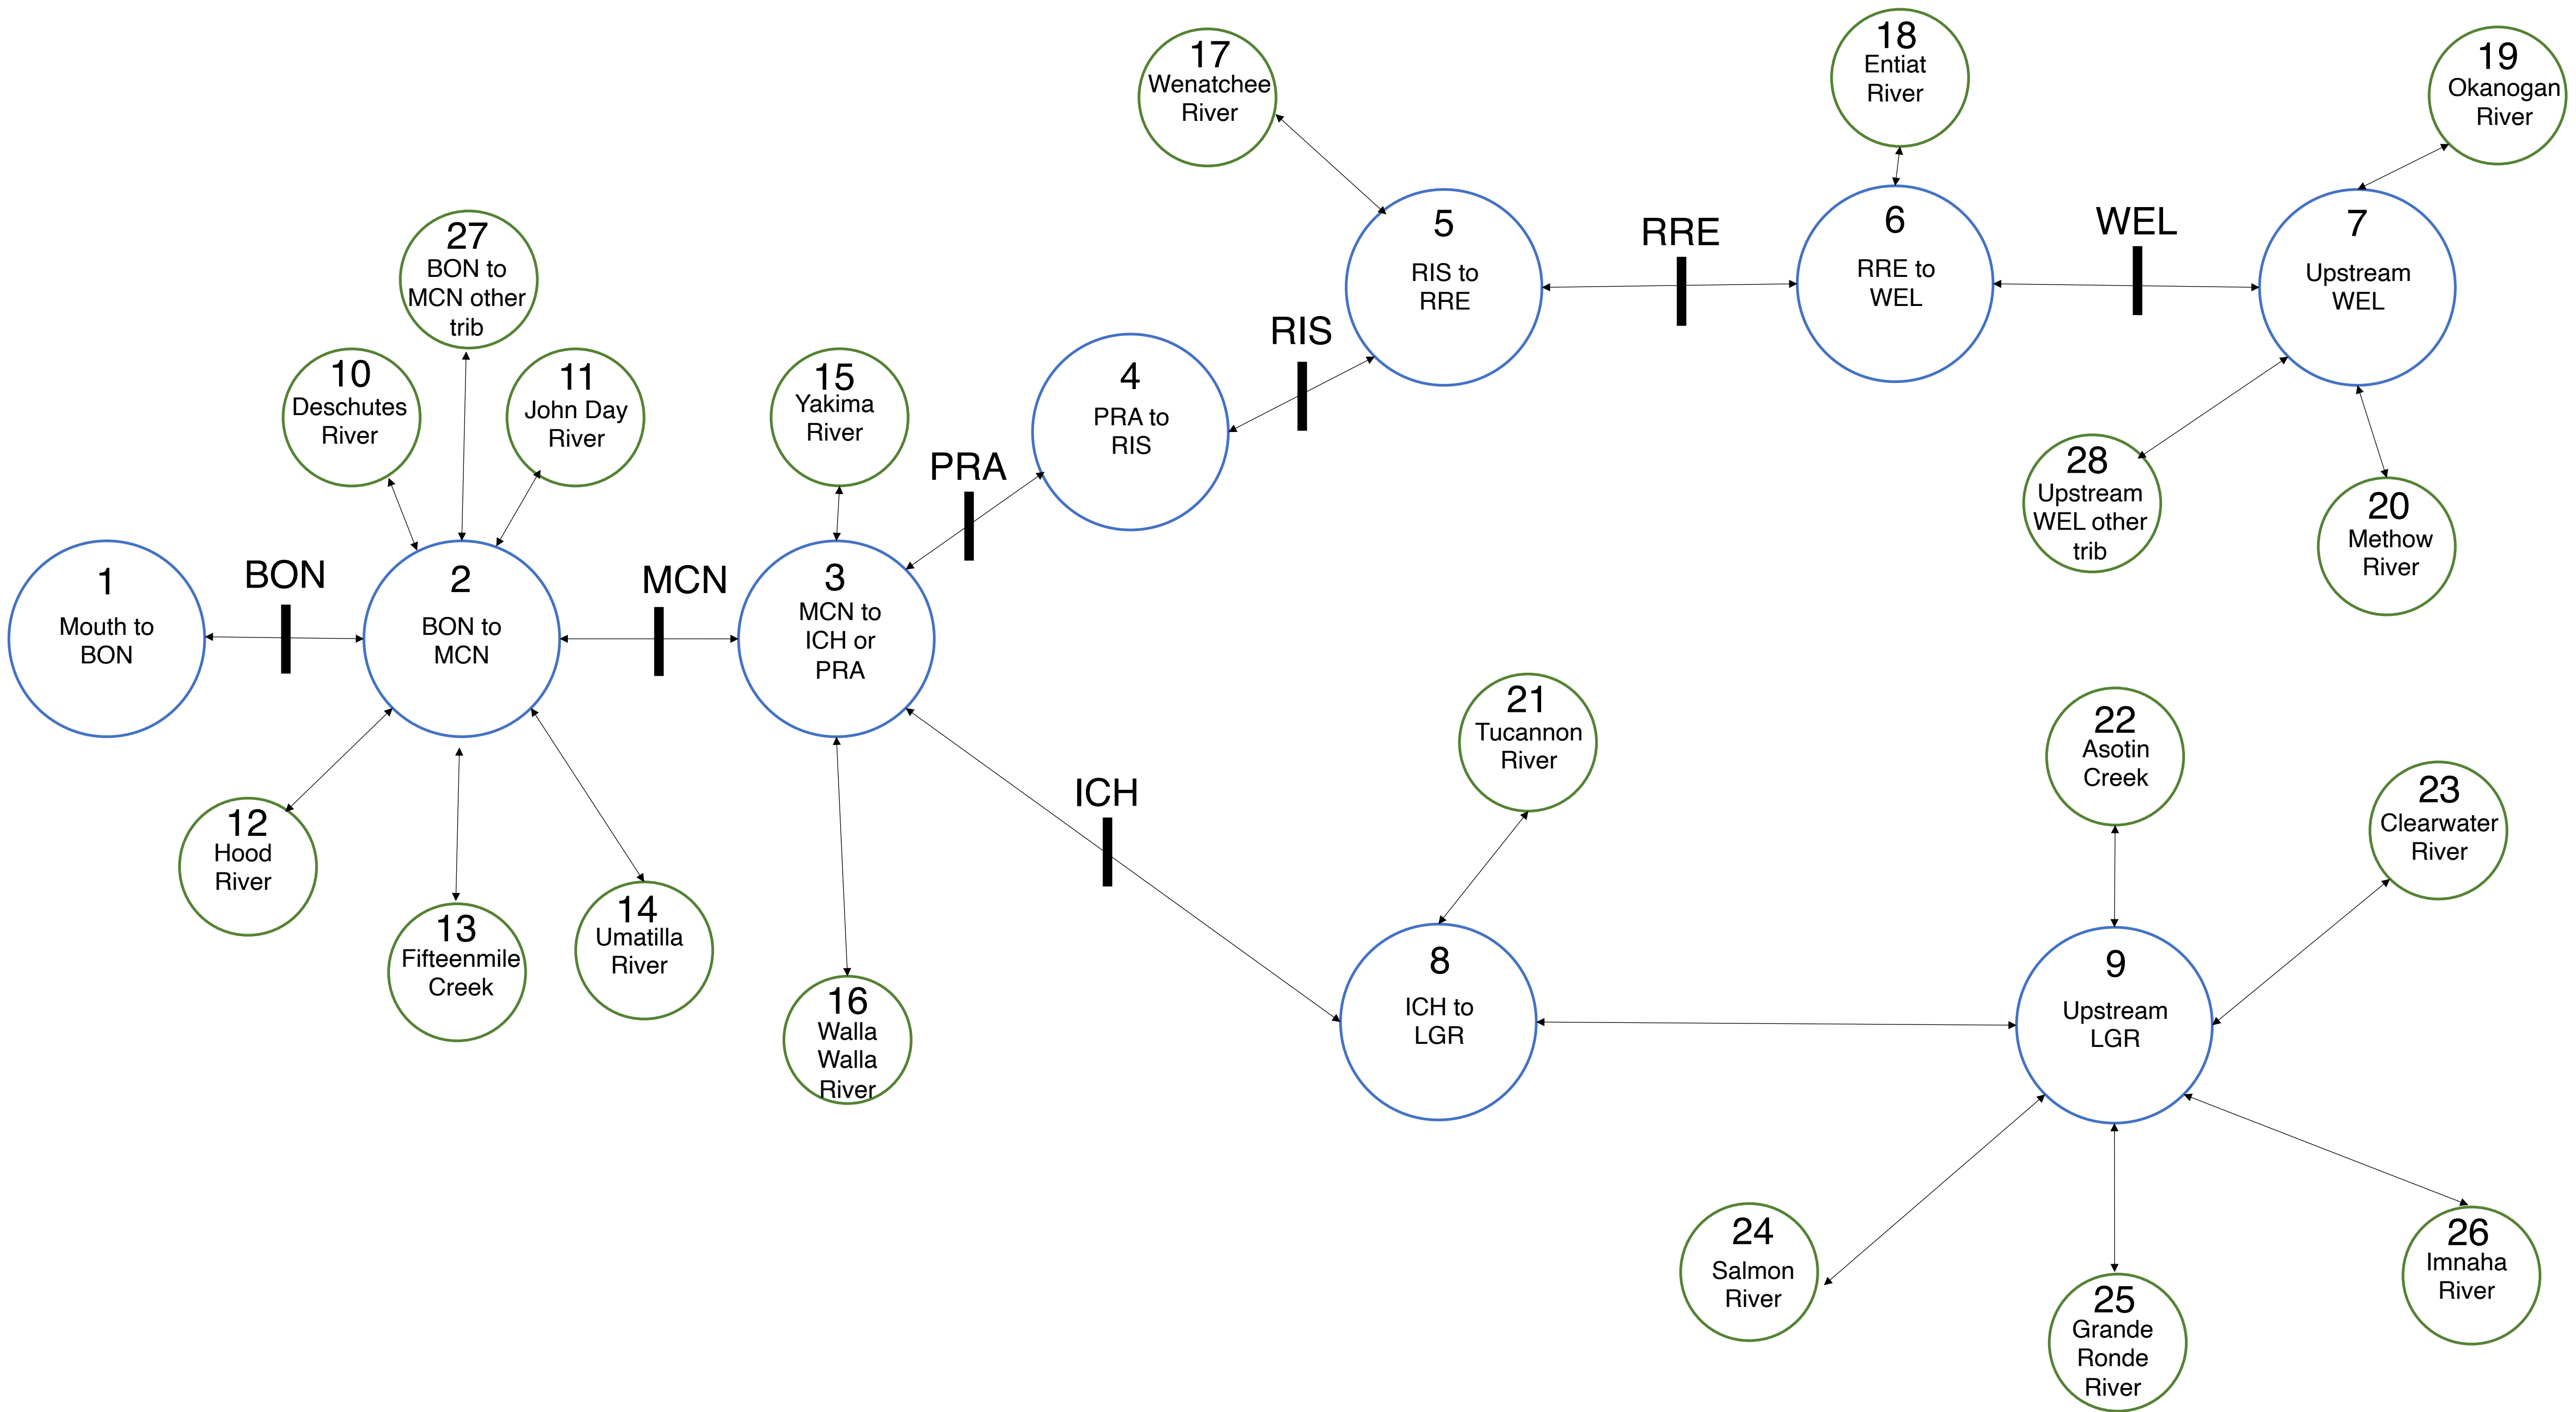 17
Wenatchee
River
18
Entiat
River
19
Okanogan
River
27
BON to
MCN other
trib
10
Deschutes
River
11
John Day
River
15
Yakima
River
5
RIS to
RRE
RRE
6
RRE to
WEL
WEL
7
Upstream
WEL
RIS
4
PRA to
RIS
PRA
28
Upstream
WEL other
trib
20
Methow
River
1
Mouth to
BON
BON
2
BON to
MCN
MCN
3
MCN to
ICH or
PRA
12
Hood
River
13
Fifteenmile
Creek
14
Umatilla
River
16
Walla
Walla
River
ICH
21
Tucannon
River
22
Asotin
Creek
23
Clearwater
River
8
ICH to
LGR
9
Upstream
LGR
24
Salmon
River
25
Grande
Ronde
River
26
Imnaha
River